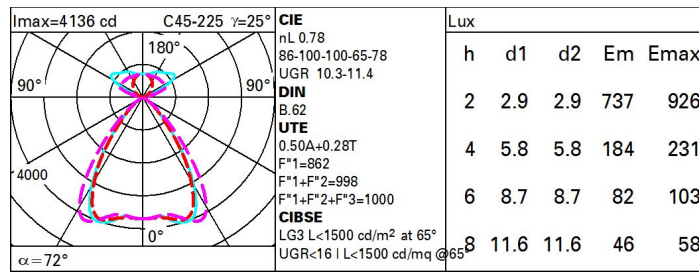 Imax=4136 cd C45-225 γ=25°
180°
90° 90°
4000
0°
α=72°
CIE
nL 0.78
86-100-100-65-78
UGR 10.3-11.4
DIN
B.62
UTE
0.50A+0.28T
F"1=862
F"1+F"2=998
F"1+F"2+F"3=1000
CIBSE
LG3 L<1500 cd/m² at 65°
UGR<16 | L<1500 cd/mq @65°
Lux
h d1 d2 Em Emax
2 2.9 2.9 737 926
4 5.8 5.8 184 231
6 8.7 8.7 82 103
8 11.6 11.6 46 58